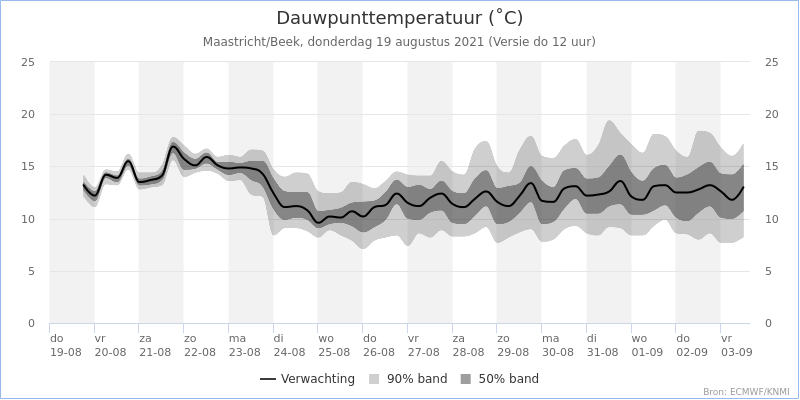 Dauwpunttemperatuur (˚C)
Maastricht/Beek, donderdag 19 augustus 2021 (Versie do 12 uur)
25 25
20 20
15 15
10 10
5 5
0 0
do vr za zo ma di wo do vr za zo ma di wo do vr
19-08 20-08 21-08 22-08 23-08 24-08 25-08 26-08 27-08 28-08 29-08 30-08 31-08 01-09 02-09 03-09
Verwachting 90% band 50% band
Bron: ECMWF/KNMI